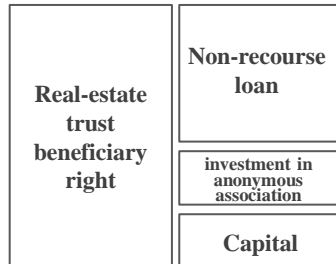 Real-estate
trust
beneficiary
right
Non-recourse
loan
investment in
anonymous
association
Capital